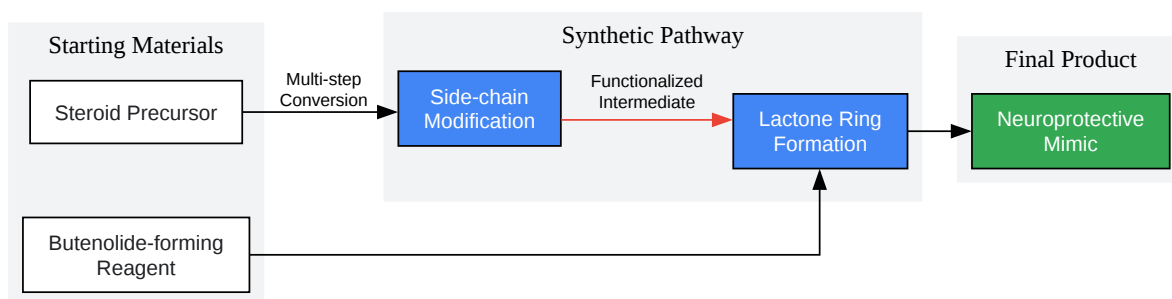 Starting Materials
Steroid Precursor
Butenolide-forming
Reagent
Multi-step
Conversion
Synthetic Pathway
Side-chain
Modification
Functionalized
Intermediate
Lactone Ring
Formation
Final Product
Neuroprotective
Mimic